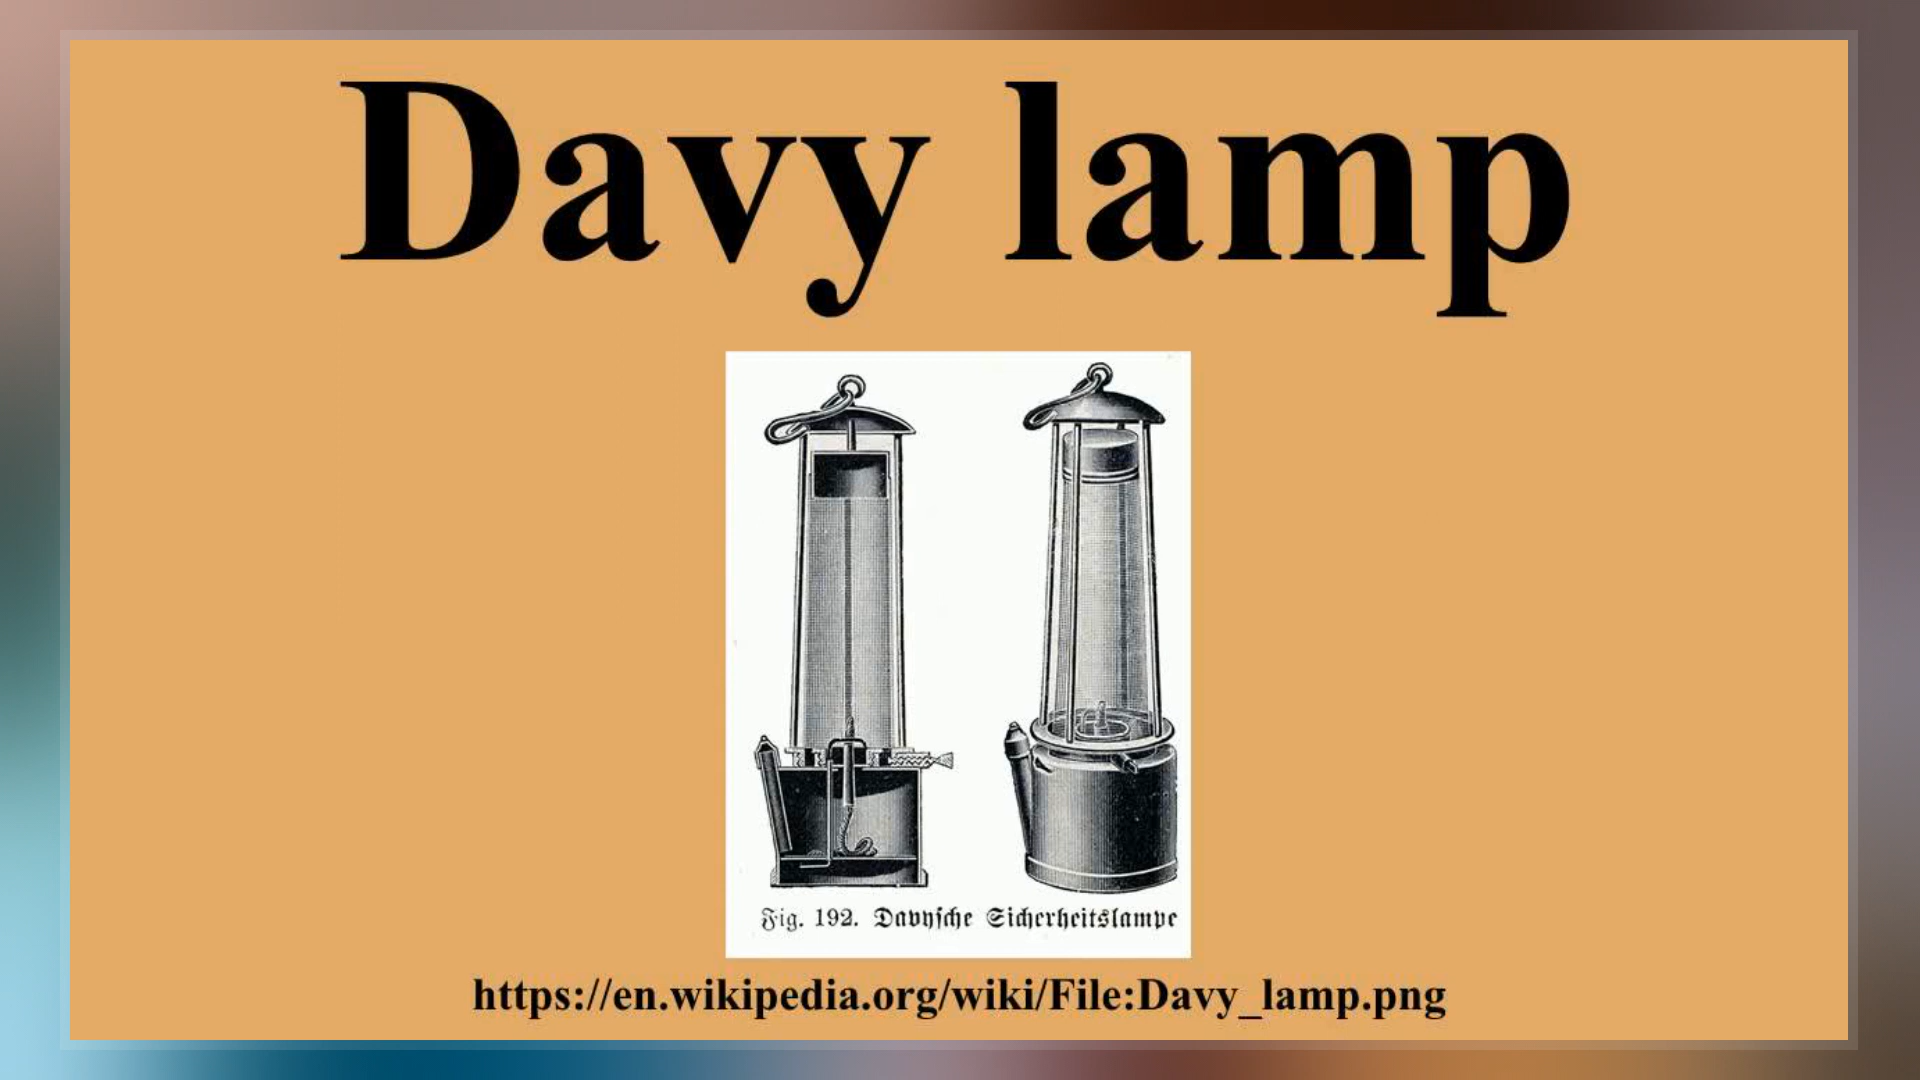 Davy lamp
Fig. 192. Davysche Sicherheitslampe
https://en.wikipedia.org/wiki/File:Davy_lamp.png